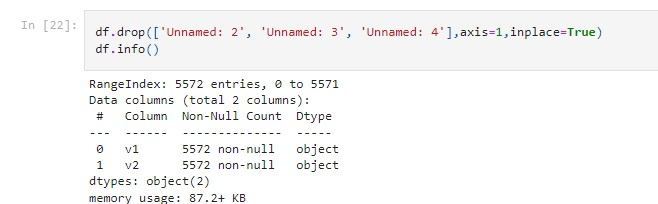 In [22]:
df.drop(['Unnamed: 2', 'Unnamed: 3', 'Unnamed: 4'],axis=1,inplace=True)
df.info()
RangeIndex: 5572 entries, 0 to 5571
Data columns (total 2 columns):
 #   Column  Non-Null Count  Dtype
---  ------  --------------  -----
 0   v1      5572 non-null   object
 1   v2      5572 non-null   object
dtypes: object(2)
memory usage: 87.2+ KB